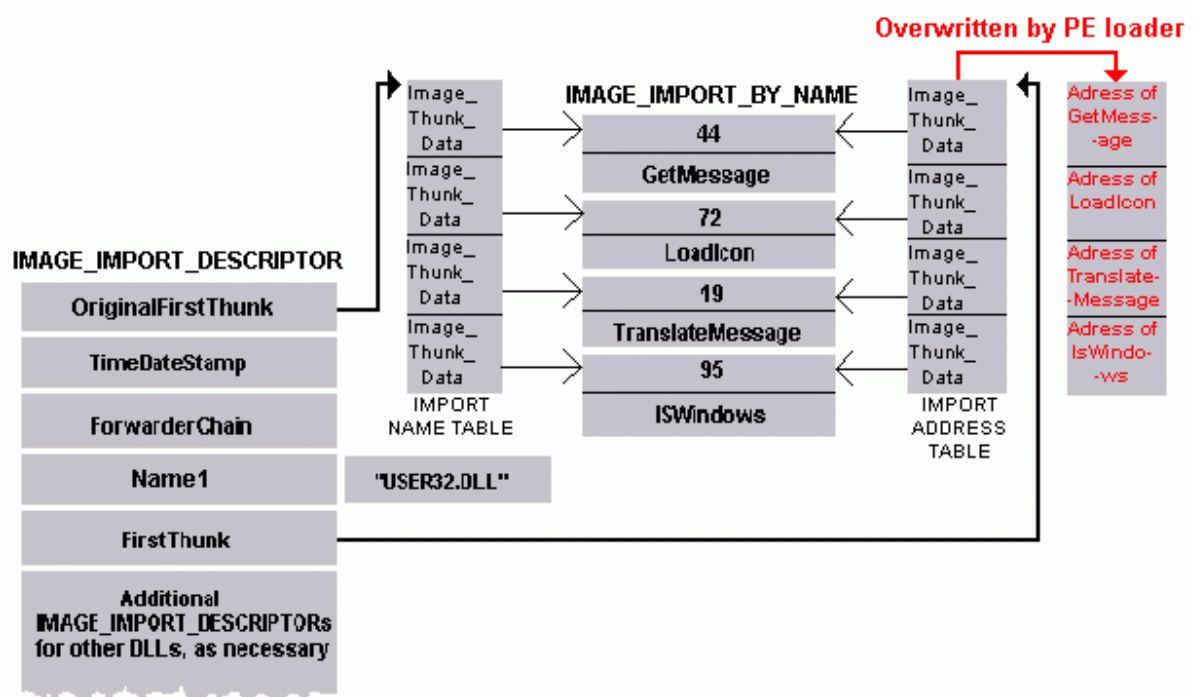 Overwritten by PE loader
Image_
Thunk_
Data
Image_
Thunk_
Data
Image_
Thunk_
Data
Image_
Thunk_
Data
IMPORT
NAME TABLE
IMAGE_IMPORT_BY_NAME
44
GetMessage
72
LoadIcon
19
TranslateMessage
95
ISWindows
Image_
Thunk_
Data
Image_
Thunk_
Data
Image_
Thunk_
Data
Image_
Thunk_
Data
IMPORT
ADDRESS
TABLE
Adress of
GetMess-
-age
Adress of
LoadIcon
Adress of
Translate-
-Message
Adress of
IsWindo-
-ws
IMAGE_IMPORT_DESCRIPTOR
OriginalFirstThunk
TimeDateStamp
ForwarderChain
Name1
"USER32.DLL"
FirstThunk
Additional
IMAGE_IMPORT_DESCRIPTORs
for other DLLs, as necessary